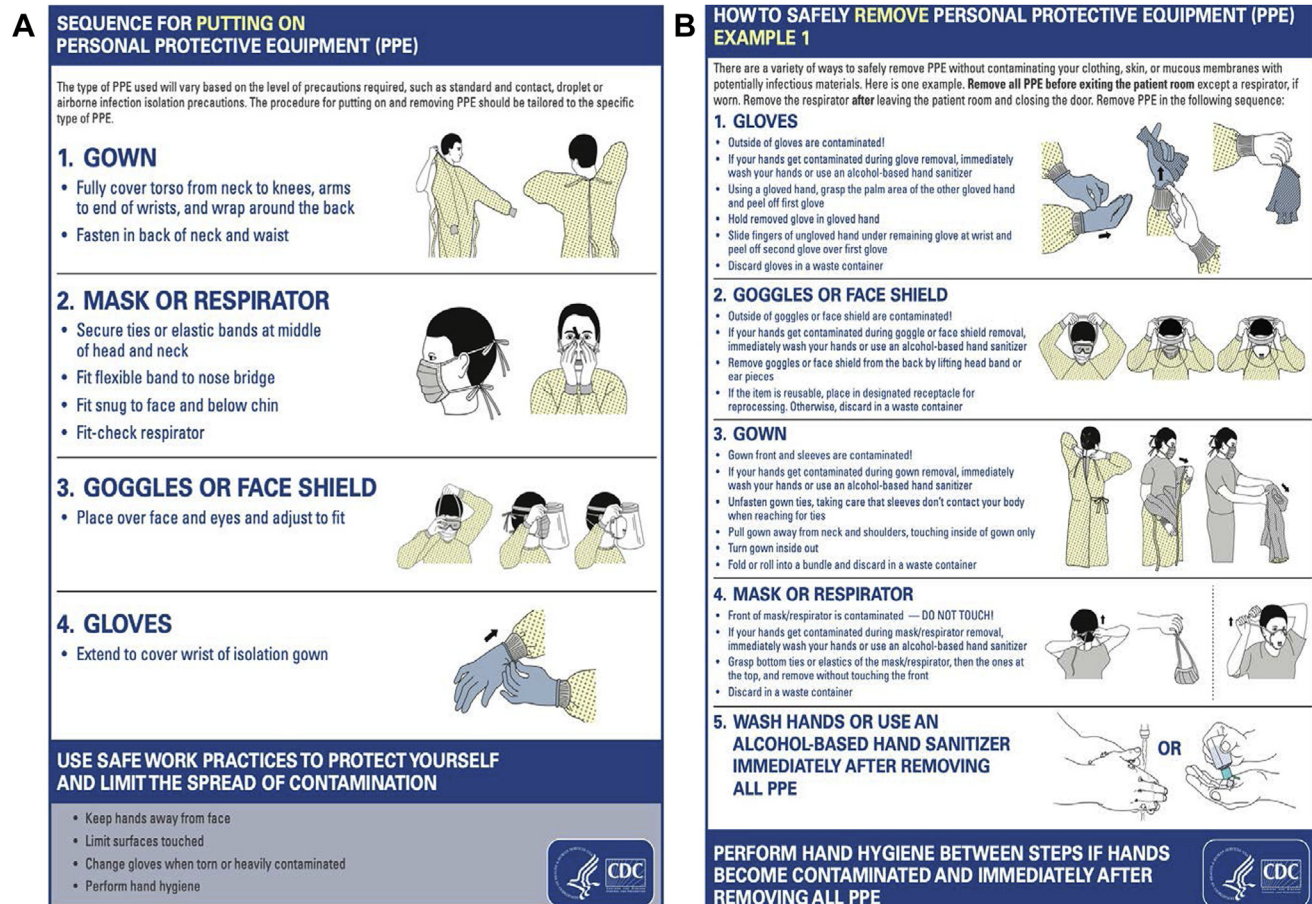 A
SEQUENCE FOR PUTTING ON
PERSONAL PROTECTIVE EQUIPMENT (PPE)
The type of PPE used will vary based on the level of precautions required, such as standard and contact, droplet or
airborne infection isolation precautions. The procedure for putting on and removing PPE should be tailored to the specific
type of PPE.
1. GOWN
• Fully cover torso from neck to knees, arms
to end of wrists, and wrap around the back
• Fasten in back of neck and waist
2. MASK OR RESPIRATOR
• Secure ties or elastic bands at middle
of head and neck
• Fit flexible band to nose bridge
• Fit snug to face and below chin
• Fit-check respirator
3. GOGGLES OR FACE SHIELD
• Place over face and eyes and adjust to fit
4. GLOVES
• Extend to cover wrist of isolation gown
USE SAFE WORK PRACTICES TO PROTECT YOURSELF
AND LIMIT THE SPREAD OF CONTAMINATION
• Keep hands away from face
• Limit surfaces touched
• Change gloves when torn or heavily contaminated
• Perform hand hygiene
CDC
B
HOW TO SAFELY REMOVE PERSONAL PROTECTIVE EQUIPMENT (PPE)
EXAMPLE 1
There are a variety of ways to safely remove PPE without contaminating your clothing, skin, or mucous membranes with
potentially infectious materials. Here is one example. Remove all PPE before exiting the patient room except a respirator, if
worn. Remove the respirator after leaving the patient room and closing the door. Remove PPE in the following sequence:
1. GLOVES
• Outside of gloves are contaminated!
• If your hands get contaminated during glove removal, immediately
wash your hands or use an alcohol-based hand sanitizer
• Using a gloved hand, grasp the palm area of the other gloved hand
and peel off first glove
• Hold removed glove in gloved hand
• Slide fingers of ungloved hand under remaining glove at wrist and
peel off second glove over first glove
• Discard gloves in a waste container
2. GOGGLES OR FACE SHIELD
• Outside of goggles or face shield are contaminated!
• If your hands get contaminated during goggle or face shield removal,
immediately wash your hands or use an alcohol-based hand sanitizer
• Remove goggles or face shield from the back by lifting head band or
ear pieces
• If the item is reusable, place in designated receptacle for
reprocessing. Otherwise, discard in a waste container
3. GOWN
• Gown front and sleeves are contaminated!
• If your hands get contaminated during gown removal, immediately
wash your hands or use an alcohol-based hand sanitizer
• Unfasten gown ties, taking care that sleeves don't contact your body
when reaching for ties
• Pull gown away from neck and shoulders, touching inside of gown only
• Turn gown inside out
• Fold or roll into a bundle and discard in a waste container
4. MASK OR RESPIRATOR
• Front of mask/respirator is contaminated — DO NOT TOUCH!
• If your hands get contaminated during mask/respirator removal,
immediately wash your hands or use an alcohol-based hand sanitizer
• Grasp bottom ties or elastics of the mask/respirator, then the ones at
the top, and remove without touching the front
• Discard in a waste container
5. WASH HANDS OR USE AN
ALCOHOL-BASED HAND SANITIZER
IMMEDIATELY AFTER REMOVING
ALL PPE
OR
PERFORM HAND HYGIENE BETWEEN STEPS IF HANDS
BECOME CONTAMINATED AND IMMEDIATELY AFTER
REMOVING ALL PPE
CDC